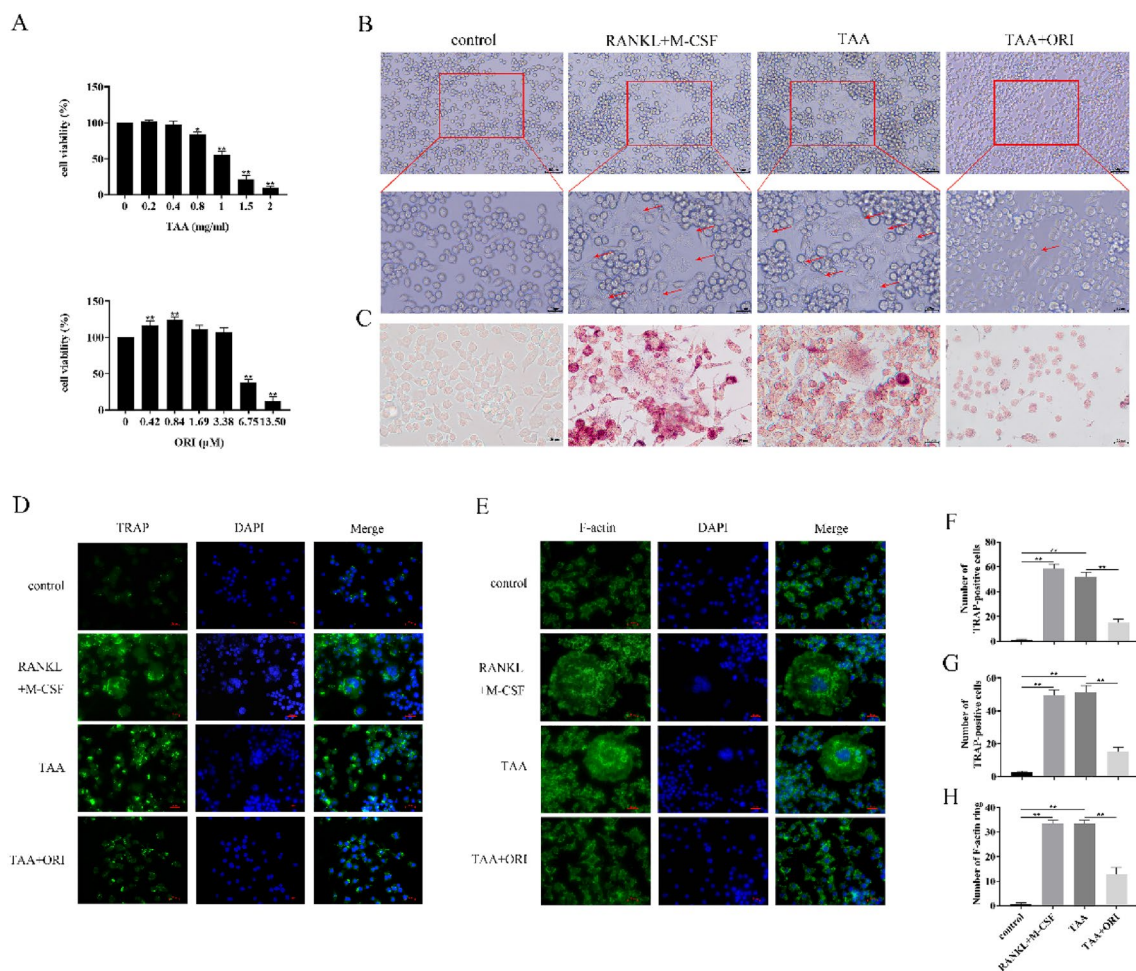 A
150
100
50
0
cell viability (%)
*
**
**
**
0 0.2 0.4 0.8 1 1.5 2
TAA (mg/ml)
150
100
50
0
cell viability (%)
**
**
**
**
0 0.42 0.84 1.69 3.38 6.75 13.50
ORI (μM)
B
control RANKL+M-CSF TAA TAA+ORI
C
D
TRAP DAPI Merge
control
RANKL
+M-CSF
TAA
TAA+ORI
E
F-actin DAPI Merge
control
RANKL
+M-CSF
TAA
TAA+ORI
F
Number of
TRAP-positive cells
80
60
40
20
0
**
**
**
G
Number of
TRAP-positive cells
60
40
20
0
**
**
**
H
Number of F-actin ring
40
30
20
10
0
**
**
**
control
RANKL+M-CSF
TAA
TAA+ORI